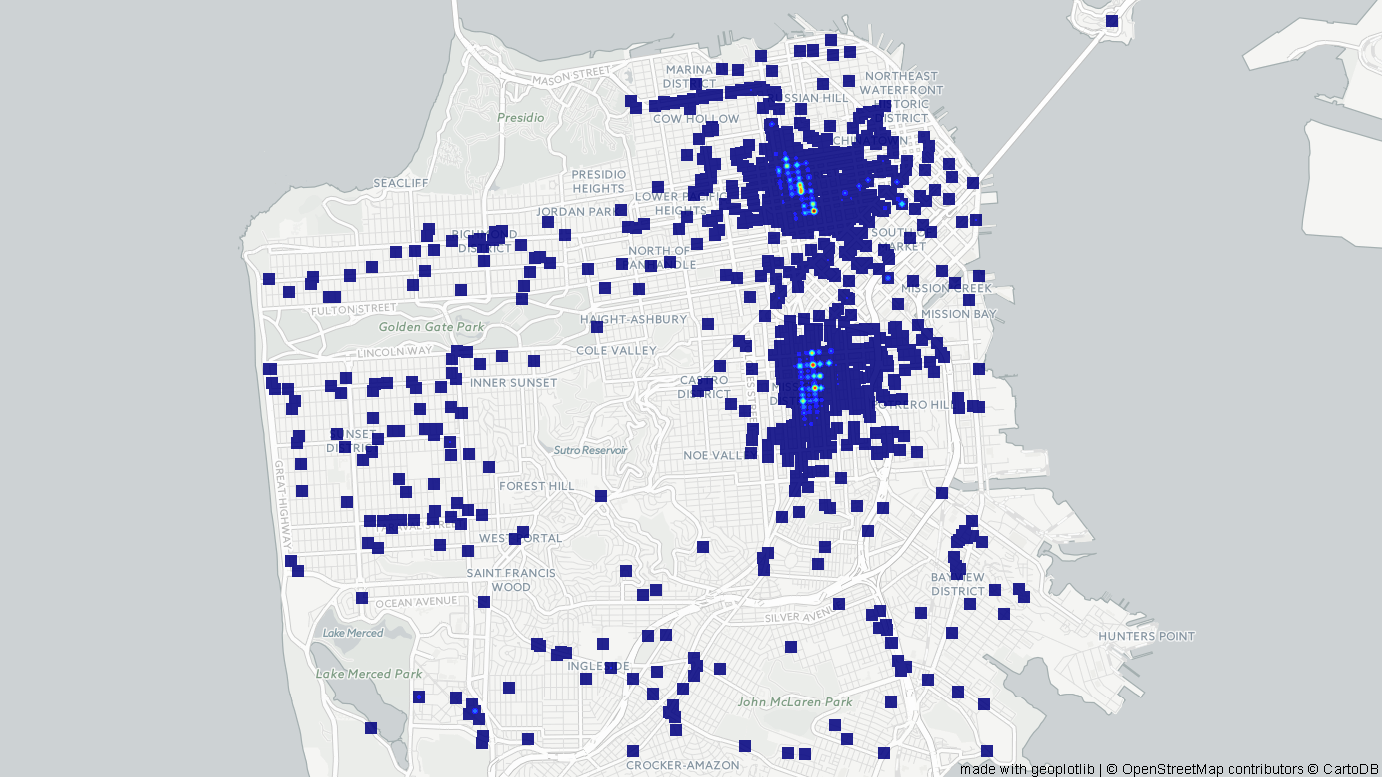 MARINA
DISTRICT
MASON STREET
NORTHEAST
WATERFRONT
HISTORIC
DISTRICT
RUSSIAN HILL
Presidio
COW HOLLOW
CHINATOWN
SEACLIFF
PRESIDIO
HEIGHTS
LOWER PACIFIC
HEIGHTS
JORDAN PARK
RICHMOND
DISTRICT
SOUTH OF
MARKET
NORTH OF
PANHANDLE
MISSION CREEK
FULTON STREET
MISSION BAY
HAIGHT-ASHBURY
Golden Gate Park
LINCOLN WAY
COLE VALLEY
INNER SUNSET
CASTRO
DISTRICT
MISSION
DISTRICT
POTRERO HILL
SUNSET
DISTRICT
Sutro Reservoir
NOE VALLEY
GREAT HIGHWAY
FOREST HILL
TARAVAL STREET
WEST PORTAL
SAINT FRANCIS
WOOD
BAYVIEW
DISTRICT
OCEAN AVENUE
SILVER AVENUE
Lake Merced
HUNTERS POINT
INGLESIDE
Lake Merced Park
John McLaren Park
CROCKER-AMAZON
made with geoplotlib | © OpenStreetMap contributors © CartoDB